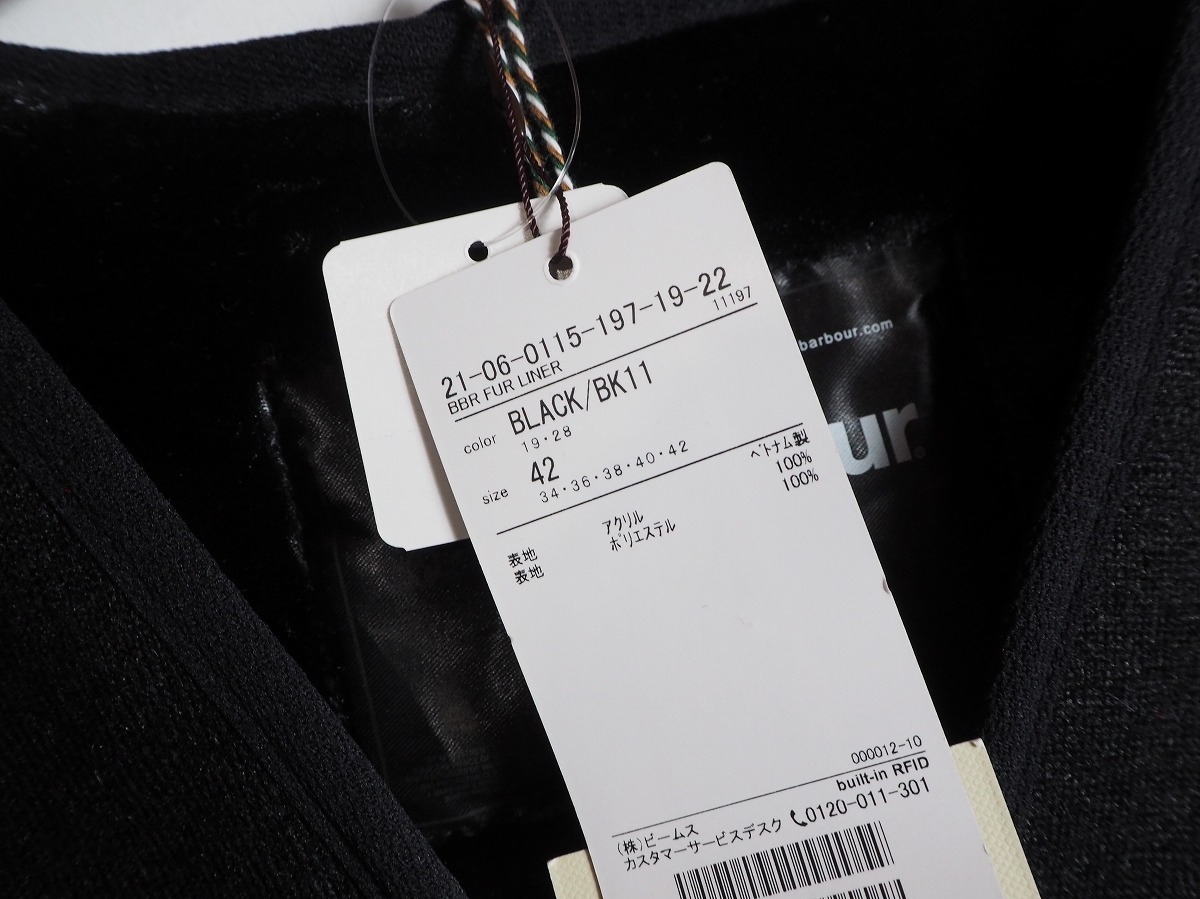 21-06-0115-197-19-22
BBR FUR LINER 11197
color BLACK/BK11
19・28
size 42
34・36・38・40・42
ベトナム製
表地 アクリル 100%
表地 ポリエステル 100%
000012-10
built-in RFID
(株)ビームス
カスタマーサービスデスク 0120-011-301
barbour.com
ur.